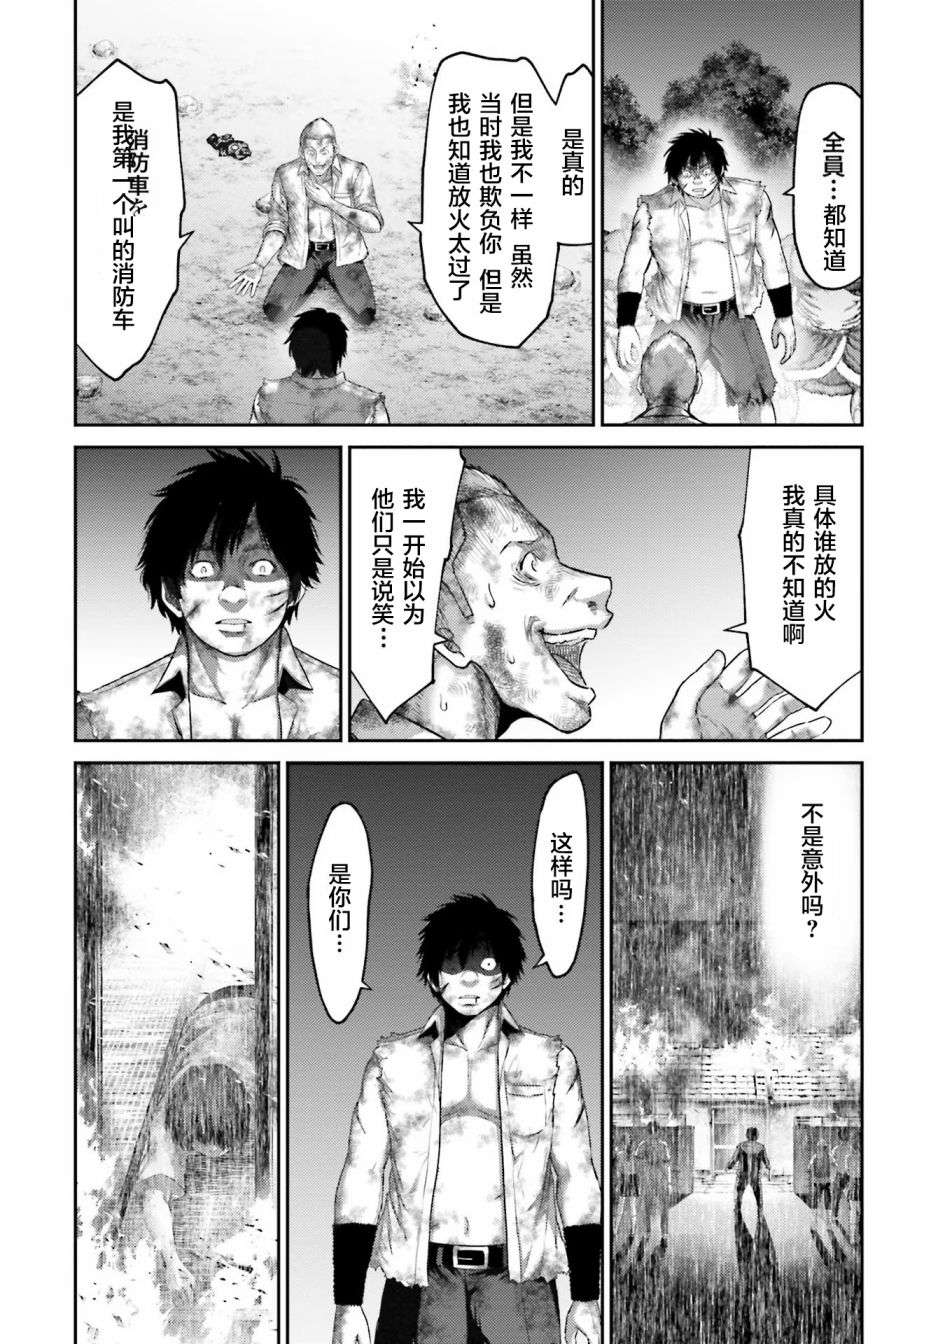 全員…都知道
是真的
但是我不一样 虽然
当时我也欺负你 但是
我也知道放火太过了
消防車を
是我第一个叫的消防车
具体谁放的火
我真的不知道啊
我一开始以为
他们只是说笑…
不是意外吗？
这样吗…
是你们…